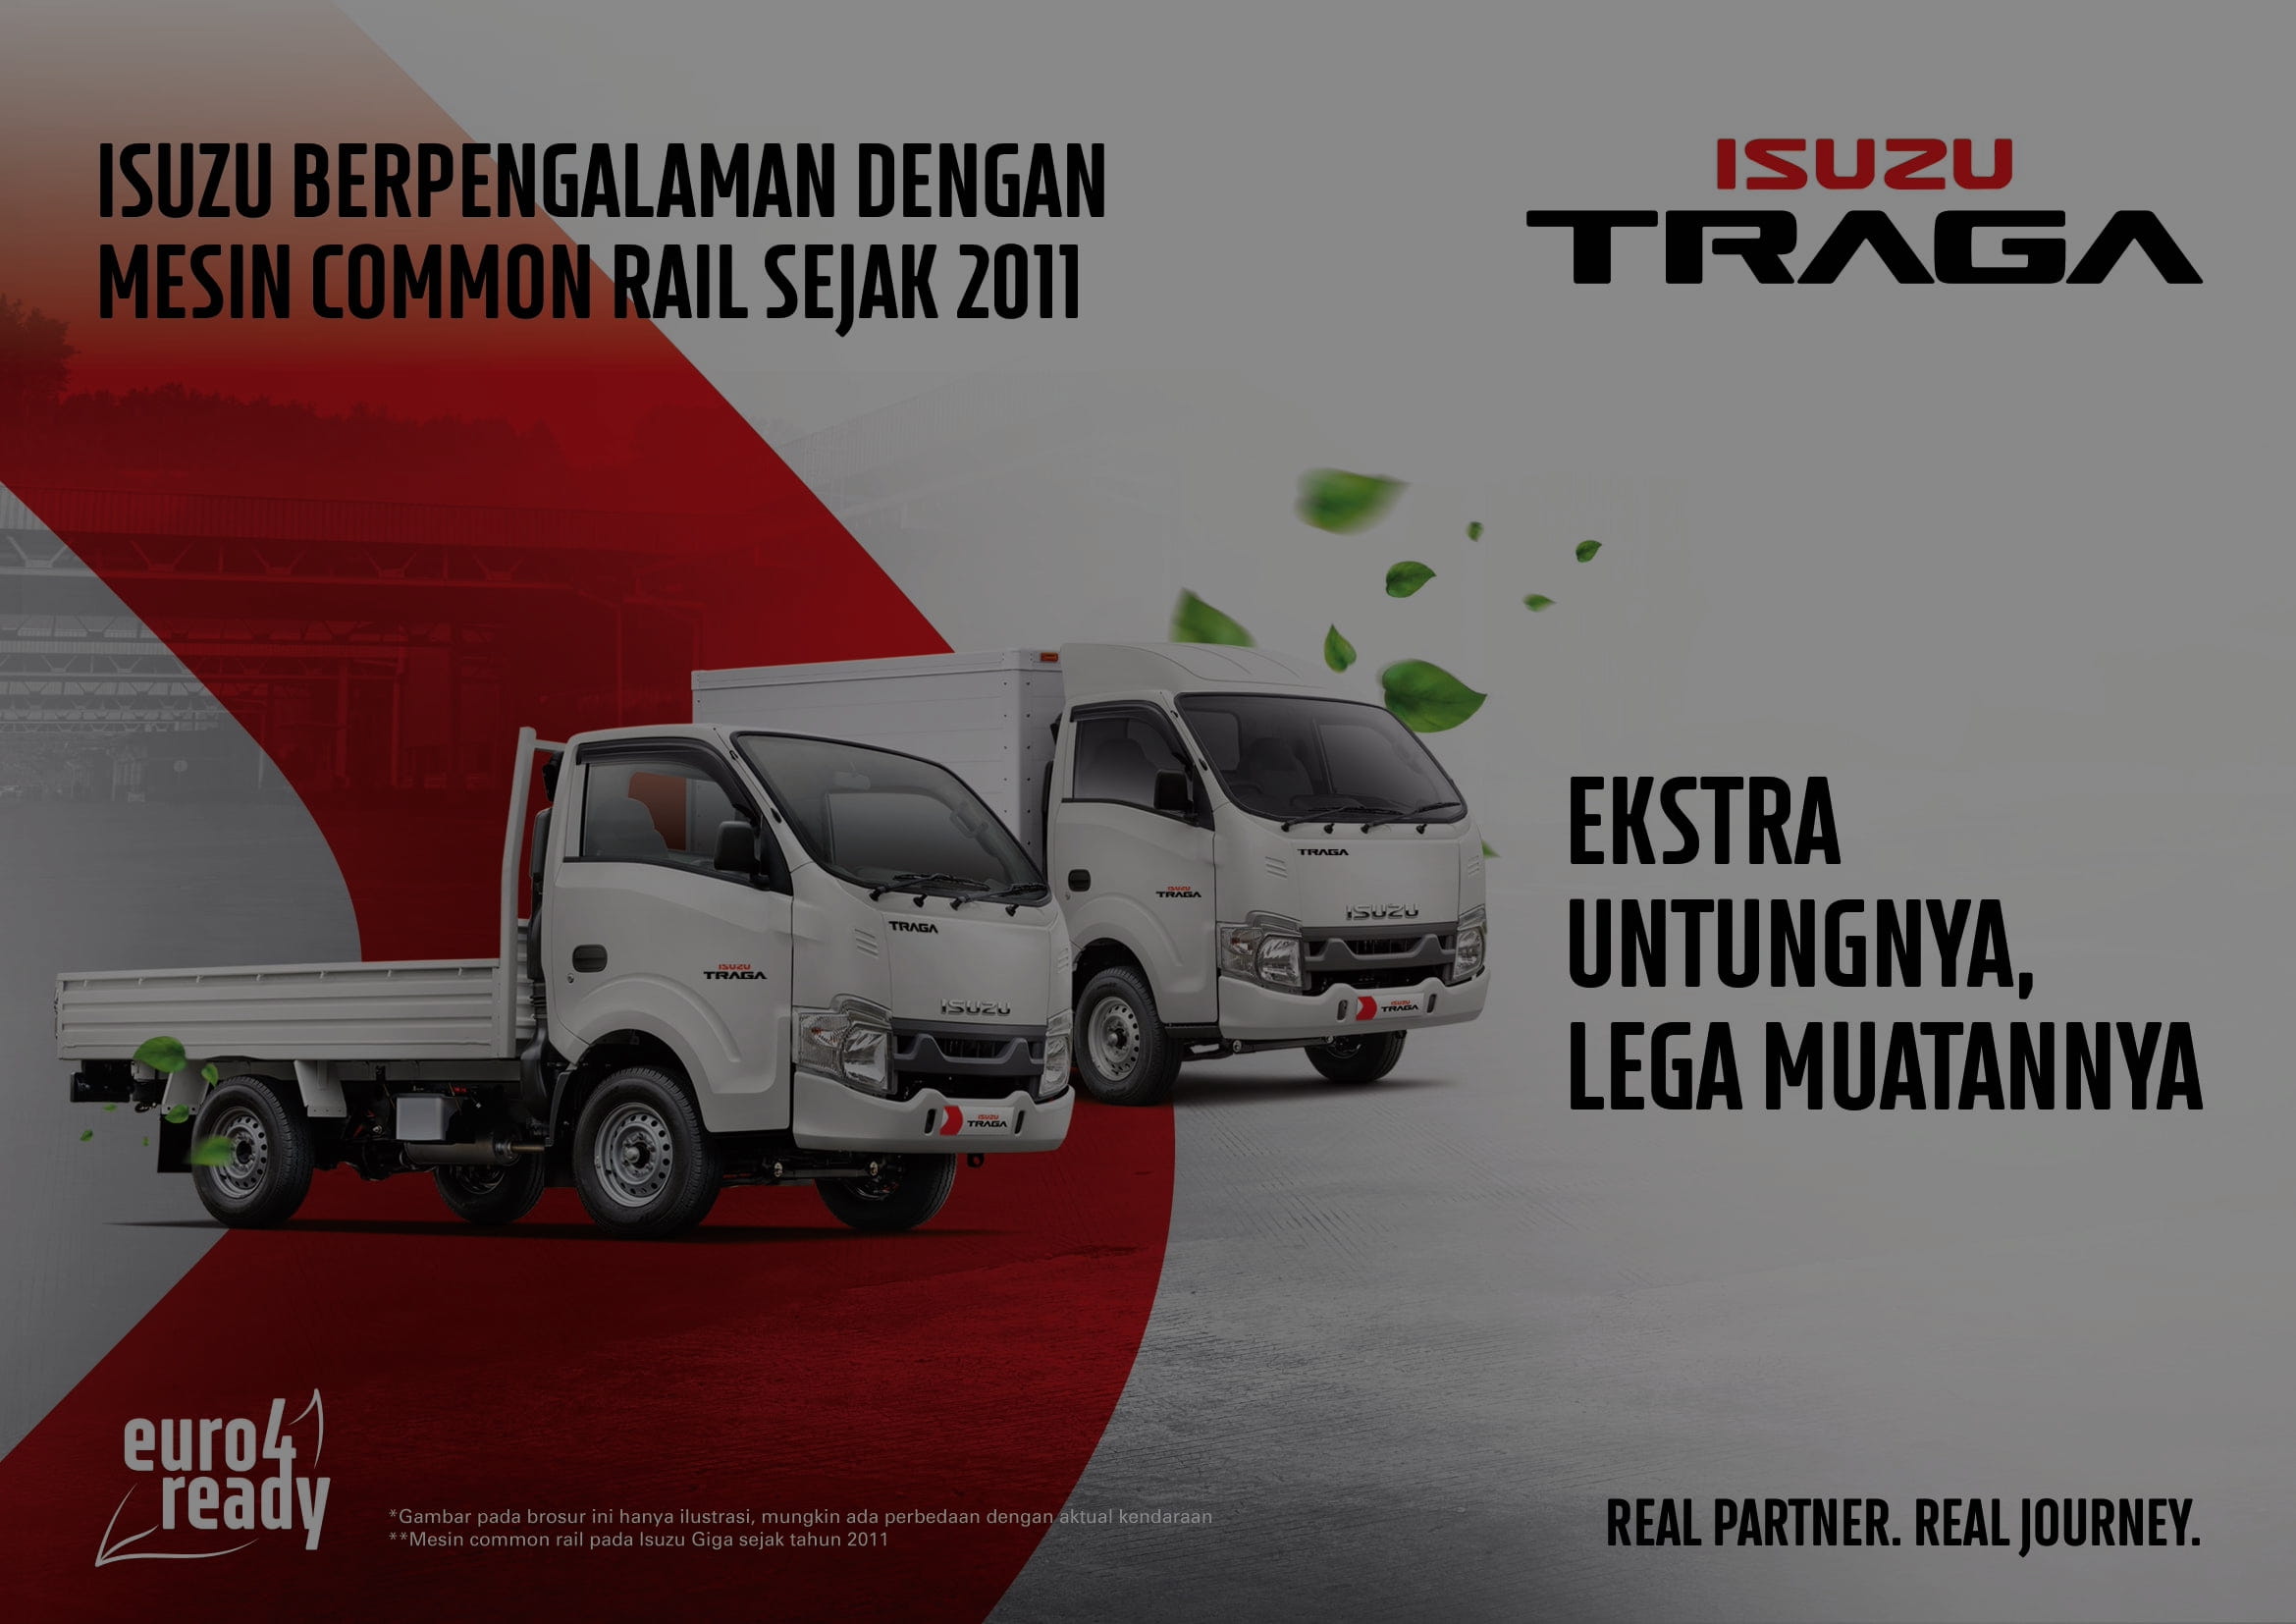 ISUZU BERPENGALAMAN DENGAN
MESIN COMMON RAIL SEJAK 2011
ISUZU
TRAGA
EKSTRA
UNTUNGNYA,
LEGA MUATANNYA
TRAGA
ISUZU
TRAGA
ISUZU
ISUZU
TRAGA
TRAGA
ISUZU
TRAGA
ISUZU
ISUZU
TRAGA
euro4
ready
*Gambar pada brosur ini hanya ilustrasi, mungkin ada perbedaan dengan aktual kendaraan
**Mesin common rail pada Isuzu Giga sejak tahun 2011
REAL PARTNER. REAL JOURNEY.